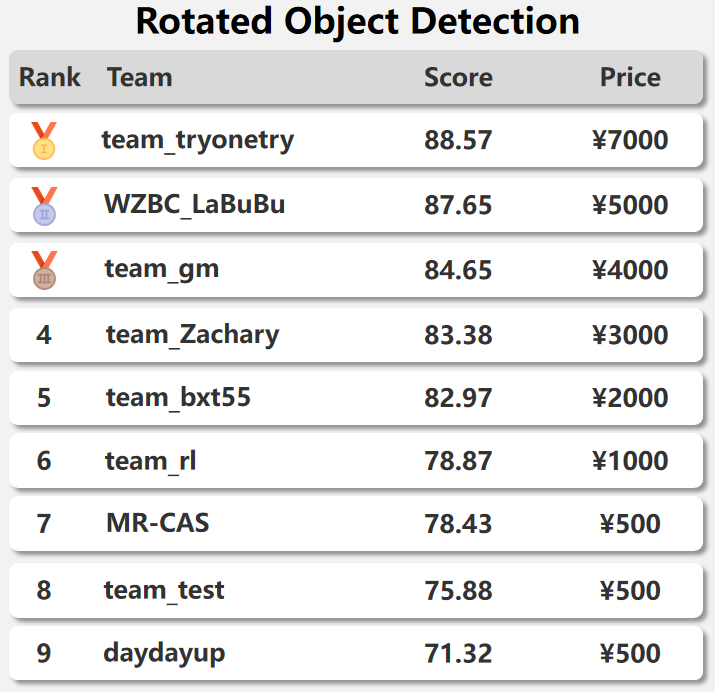 Rotated Object Detection
Rank Team Score Price
I team_tryonetry 88.57 ¥7000
II WZBC_LaBuBu 87.65 ¥5000
III team_gm 84.65 ¥4000
4 team_Zachary 83.38 ¥3000
5 team_bxt55 82.97 ¥2000
6 team_rl 78.87 ¥1000
7 MR-CAS 78.43 ¥500
8 team_test 75.88 ¥500
9 daydayup 71.32 ¥500